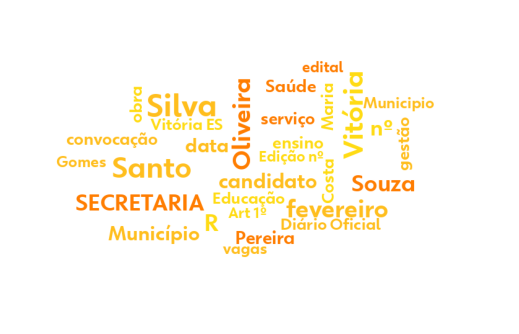 edital
Saúde
obra
Silva
Oliveira
Maria
Vitória
Municipio
Vitória ES
serviço
nº
gestão
convocação
data
ensino
Edição nº
Gomes
Santo
candidato
Costa
Souza
SECRETARIA
Educação
Art 1º
fevereiro
Município
R
Diário Oficial
Pereira
vagas